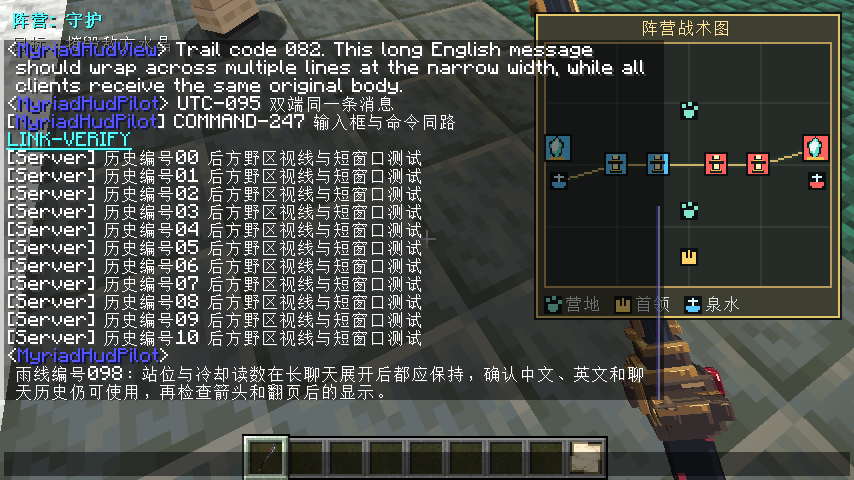 阵营: 守护
<MyriadHudView> Trail code 082. This long English message
should wrap across multiple lines at the narrow width, while all
clients receive the same original body.
<MyriadHudPilot> UTC-095 双端同一条消息
[MyriadHudPilot] COMMAND-247 输入框与命令同路
LINK-VERIFY
[Server] 历史编号00 后方野区视线与短窗口测试
[Server] 历史编号01 后方野区视线与短窗口测试
[Server] 历史编号02 后方野区视线与短窗口测试
[Server] 历史编号03 后方野区视线与短窗口测试
[Server] 历史编号04 后方野区视线与短窗口测试
[Server] 历史编号05 后方野区视线与短窗口测试
[Server] 历史编号06 后方野区视线与短窗口测试
[Server] 历史编号07 后方野区视线与短窗口测试
[Server] 历史编号08 后方野区视线与短窗口测试
[Server] 历史编号09 后方野区视线与短窗口测试
[Server] 历史编号10 后方野区视线与短窗口测试
<MyriadHudPilot>
雨线编号098：站位与冷却读数在长聊天展开后都应保持，确认中文、英文和聊
天历史仍可使用，再检查箭头和翻页后的显示。
阵营战术图
营地 首领 泉水